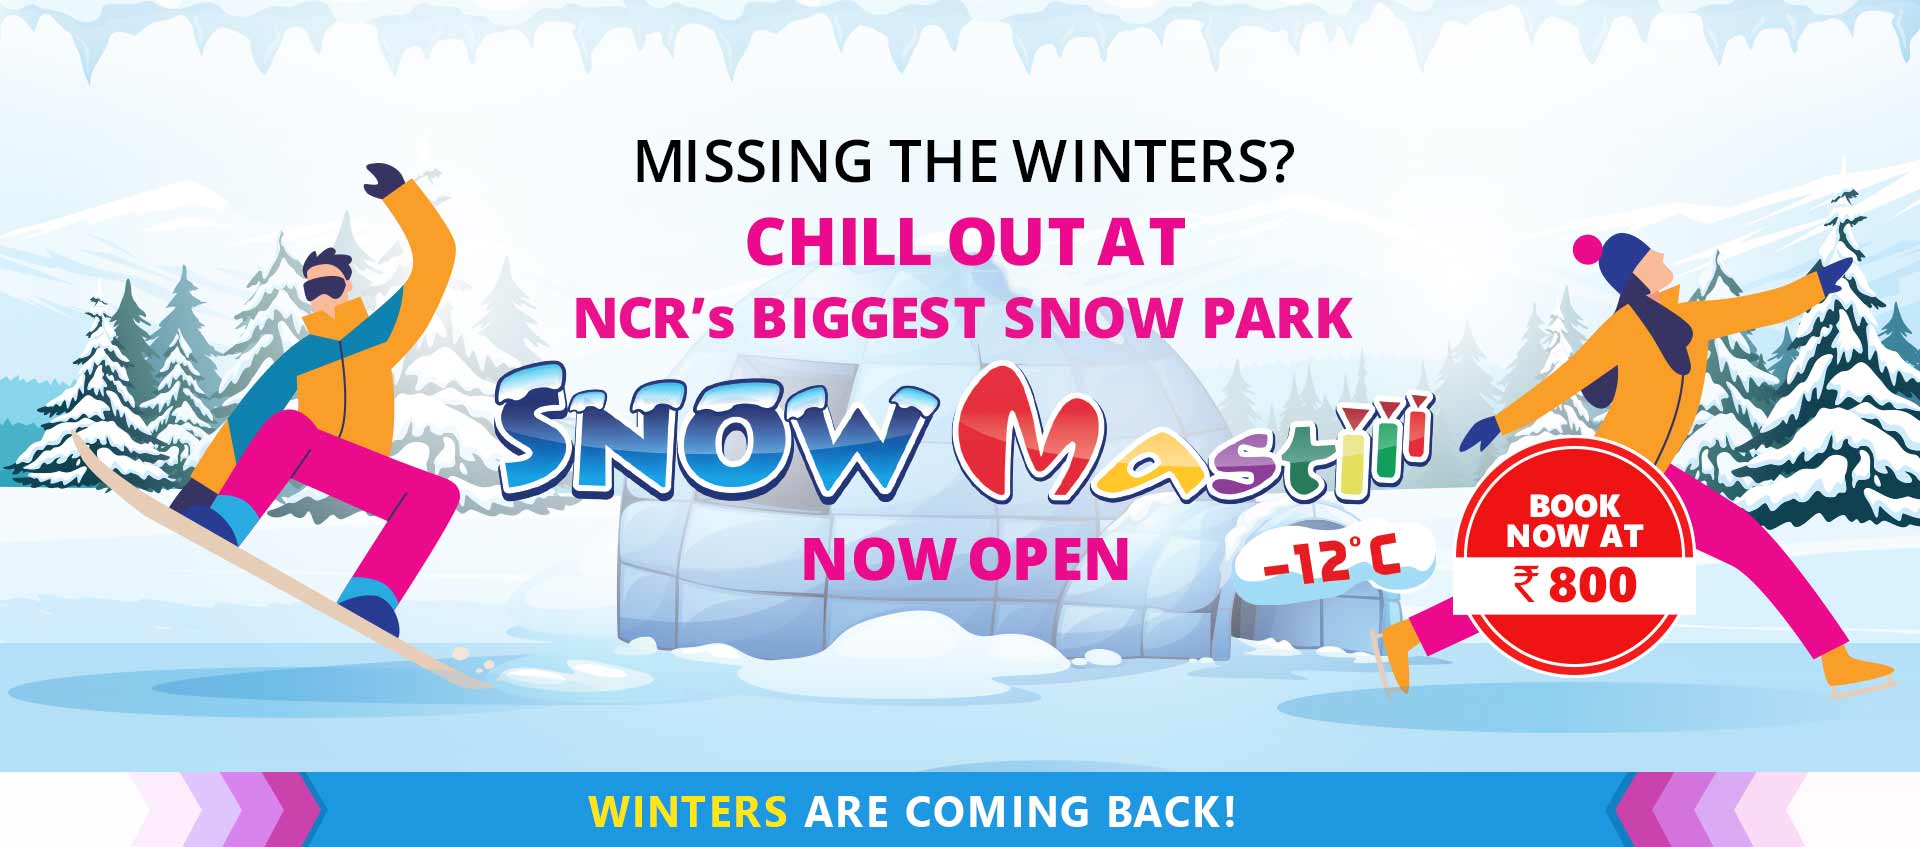 MISSING THE WINTERS?
CHILL OUT AT
NCR's BIGGEST SNOW PARK
SNOW Mastiii
NOW OPEN
-12°C
BOOK
NOW AT
₹ 800
WINTERS ARE COMING BACK!